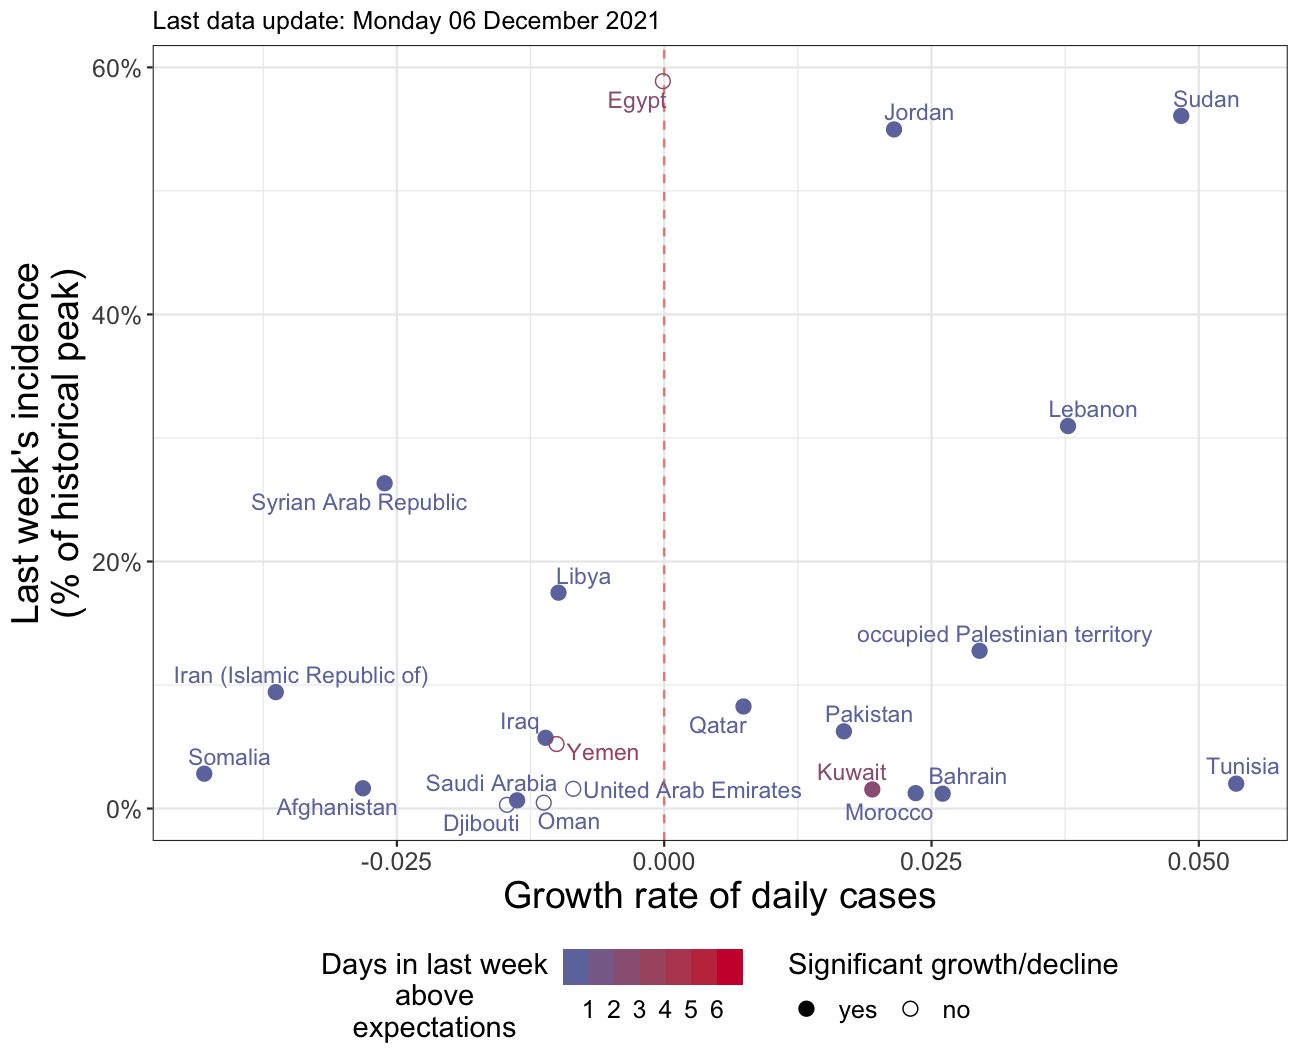 Last data update: Monday 06 December 2021
Last week's incidence
(% of historical peak)
60%
40%
20%
0%
Egypt
Jordan
Sudan
Lebanon
Syrian Arab Republic
Libya
occupied Palestinian territory
Iran (Islamic Republic of)
Qatar
Pakistan
Iraq
Yemen
Somalia
Tunisia
Kuwait
Bahrain
Saudi Arabia
United Arab Emirates
Afghanistan
Morocco
Djibouti
Oman
-0.025
0.000
0.025
0.050
Growth rate of daily cases
Days in last week
above
expectations
1 2 3 4 5 6
Significant growth/decline
yes
no